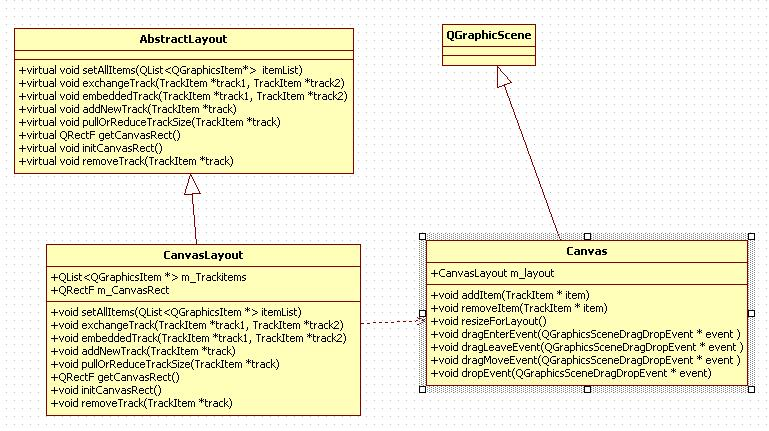 AbstractLayout
+virtual void setAllItems(QList<QGraphicsItem*> itemList)
+virtual void exchangeTrack(TrackItem *track1, TrackItem *track2)
+virtual void embeddedTrack(TrackItem *track1, TrackItem *track2)
+virtual void addNewTrack(TrackItem *track)
+virtual void pullOrReduceTrackSize(TrackItem *track)
+virtual QRectF getCanvasRect()
+virtual void initCanvasRect()
+virtual void removeTrack(TrackItem *track)
QGraphicScene
CanvasLayout
+QList<QGraphicsItem *> m_Trackitems
+QRectF m_CanvasRect
+void setAllItems(QList<QGraphicsItem *> itemList)
+void exchangeTrack(TrackItem *track1, TrackItem *track2)
+void embeddedTrack(TrackItem *track1, TrackItem *track2)
+void addNewTrack(TrackItem *track)
+void pullOrReduceTrackSize(TrackItem *track)
+QRectF getCanvasRect()
+void initCanvasRect()
+void removeTrack(TrackItem *track)
Canvas
+CanvasLayout m_layout
+void addItem(TrackItem * item)
+void removeItem(TrackItem * item)
+void resizeForLayout()
+void dragEnterEvent(QGraphicsSceneDragDropEvent * event )
+void dragLeaveEvent(QGraphicsSceneDragDropEvent * event )
+void dragMoveEvent(QGraphicsSceneDragDropEvent * event )
+void dropEvent(QGraphicsSceneDragDropEvent * event)